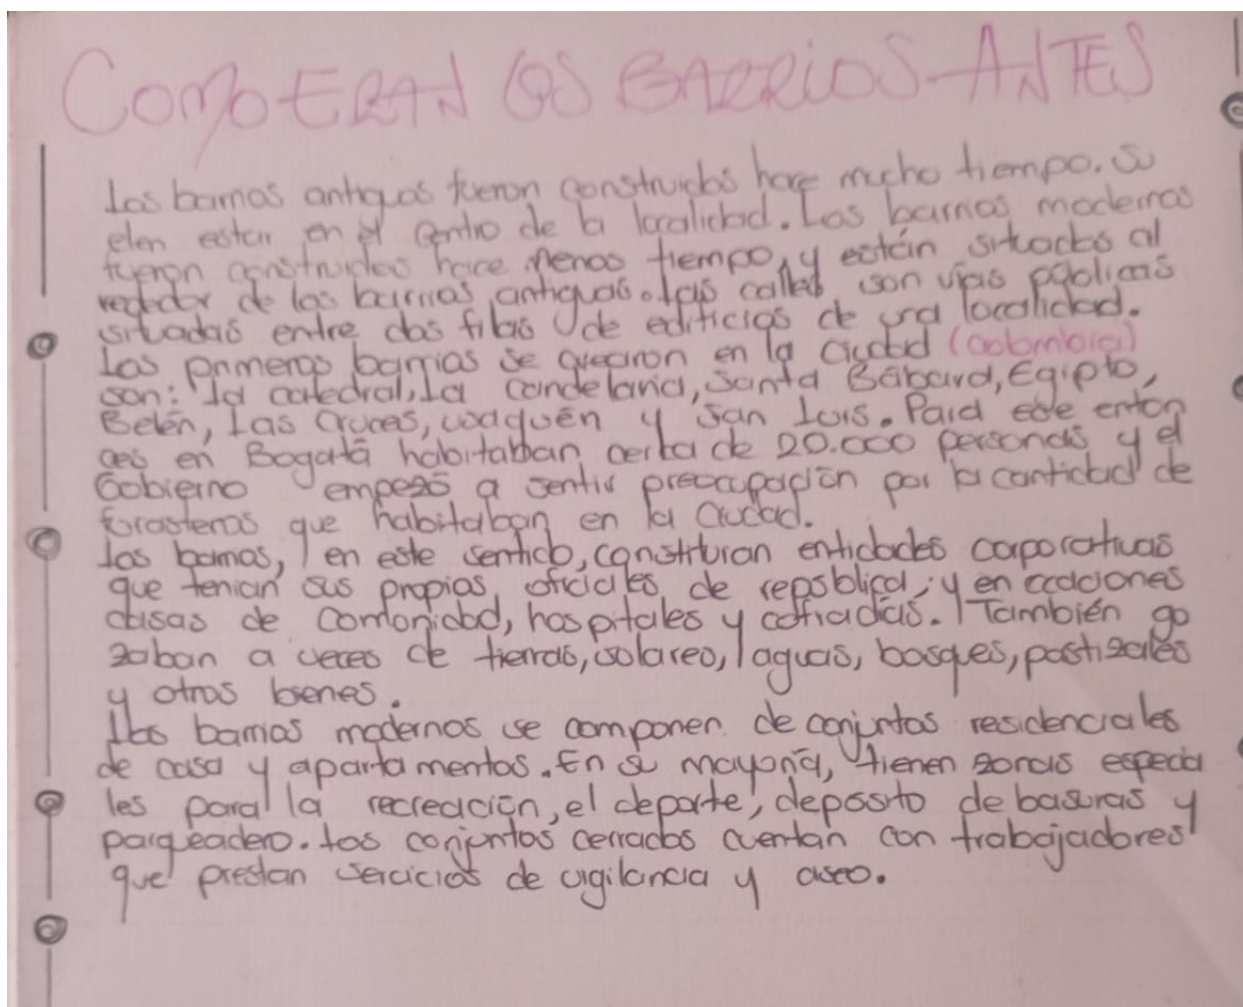 COMO ERAN LOS BARRIOS ANTES
Los barrios antiguos fueron construidos hace mucho tiempo. Su
elen estar en el centro de la localidad. Los barrios modernos
fueron construidos hace menos tiempo, y están situados al
rededor de los barrios antiguos. las calles son vías públicas
situadas entre dos filas de edificios de una localidad.
Los primeros barrios se crearon en la ciudad (colombia)
son: la catedral, la candelaria, Santa Bábara, Egipto,
Belén, Las Cruces, usaquén y San Luis. Para este enton
ces en Bogotá habitaban cerka de 20.000 personas y el
Gobierno empezó a sentir preocupación por la cantidad de
forasteros que habitaban en la ciudad.
los barrios, en este sentido, constituian entidades corporativas
que tenian sus propios oficiales de república; y en ocaciones
casas de comonidad, hospitales y cofradías. También go
zaban a veces de tierras, solares, aguas, bosques, pastizales
y otros bienes.
Los barrios modernos se componen de conjuntos residenciales
de casa y apartamentos. En su mayoría, tienen zonas especia
les para la recreación, el deporte, deposito de basuras y
parqueadero. Los conjuntos cerrados cuentan con trabajadores
que prestan sercicios de vigilancia y aseo.